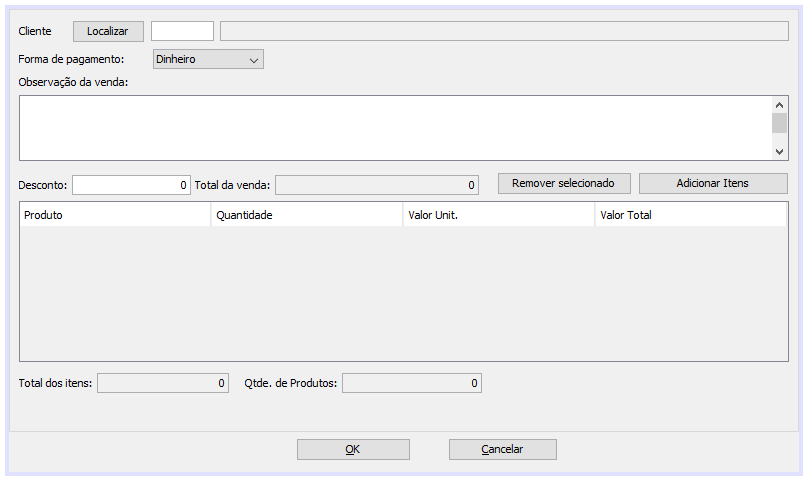 Cliente Localizar
Forma de pagamento: Dinheiro
Observação da venda:
Desconto: 0 Total da venda: 0 Remover selecionado Adicionar Itens
Produto Quantidade Valor Unit. Valor Total
Total dos itens: 0 Qtde. de Produtos: 0
OK Cancelar